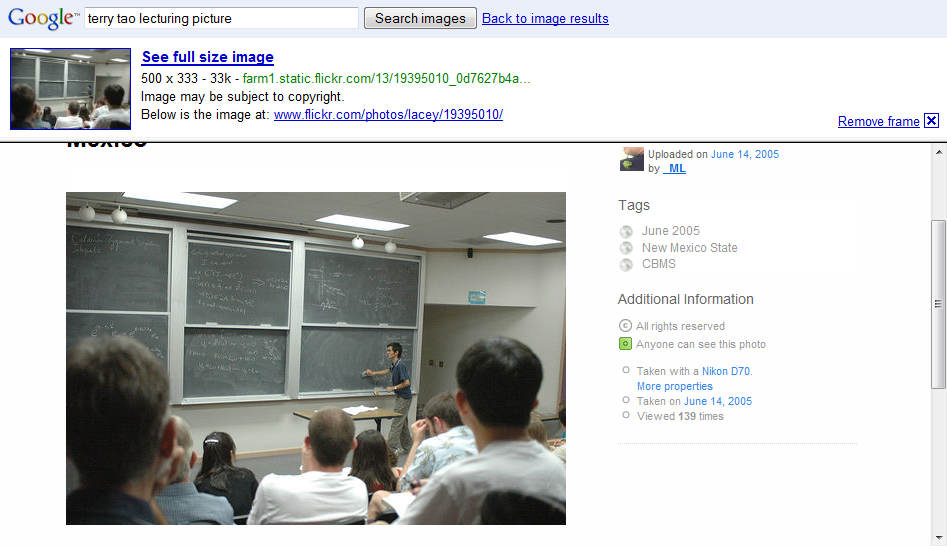 Google™ terry tao lecturing picture Search images Back to image results
See full size image
500 x 333 - 33k - farm1.static.flickr.com/13/19395010_0d7627b4a...
Image may be subject to copyright.
Below is the image at: www.flickr.com/photos/lacey/19395010/
Remove frame
Mexico
Uploaded on June 14, 2005
by _ML
Tags
June 2005
New Mexico State
CBMS
Additional Information
All rights reserved
Anyone can see this photo
Taken with a Nikon D70.
More properties
Taken on June 14, 2005
Viewed 139 times